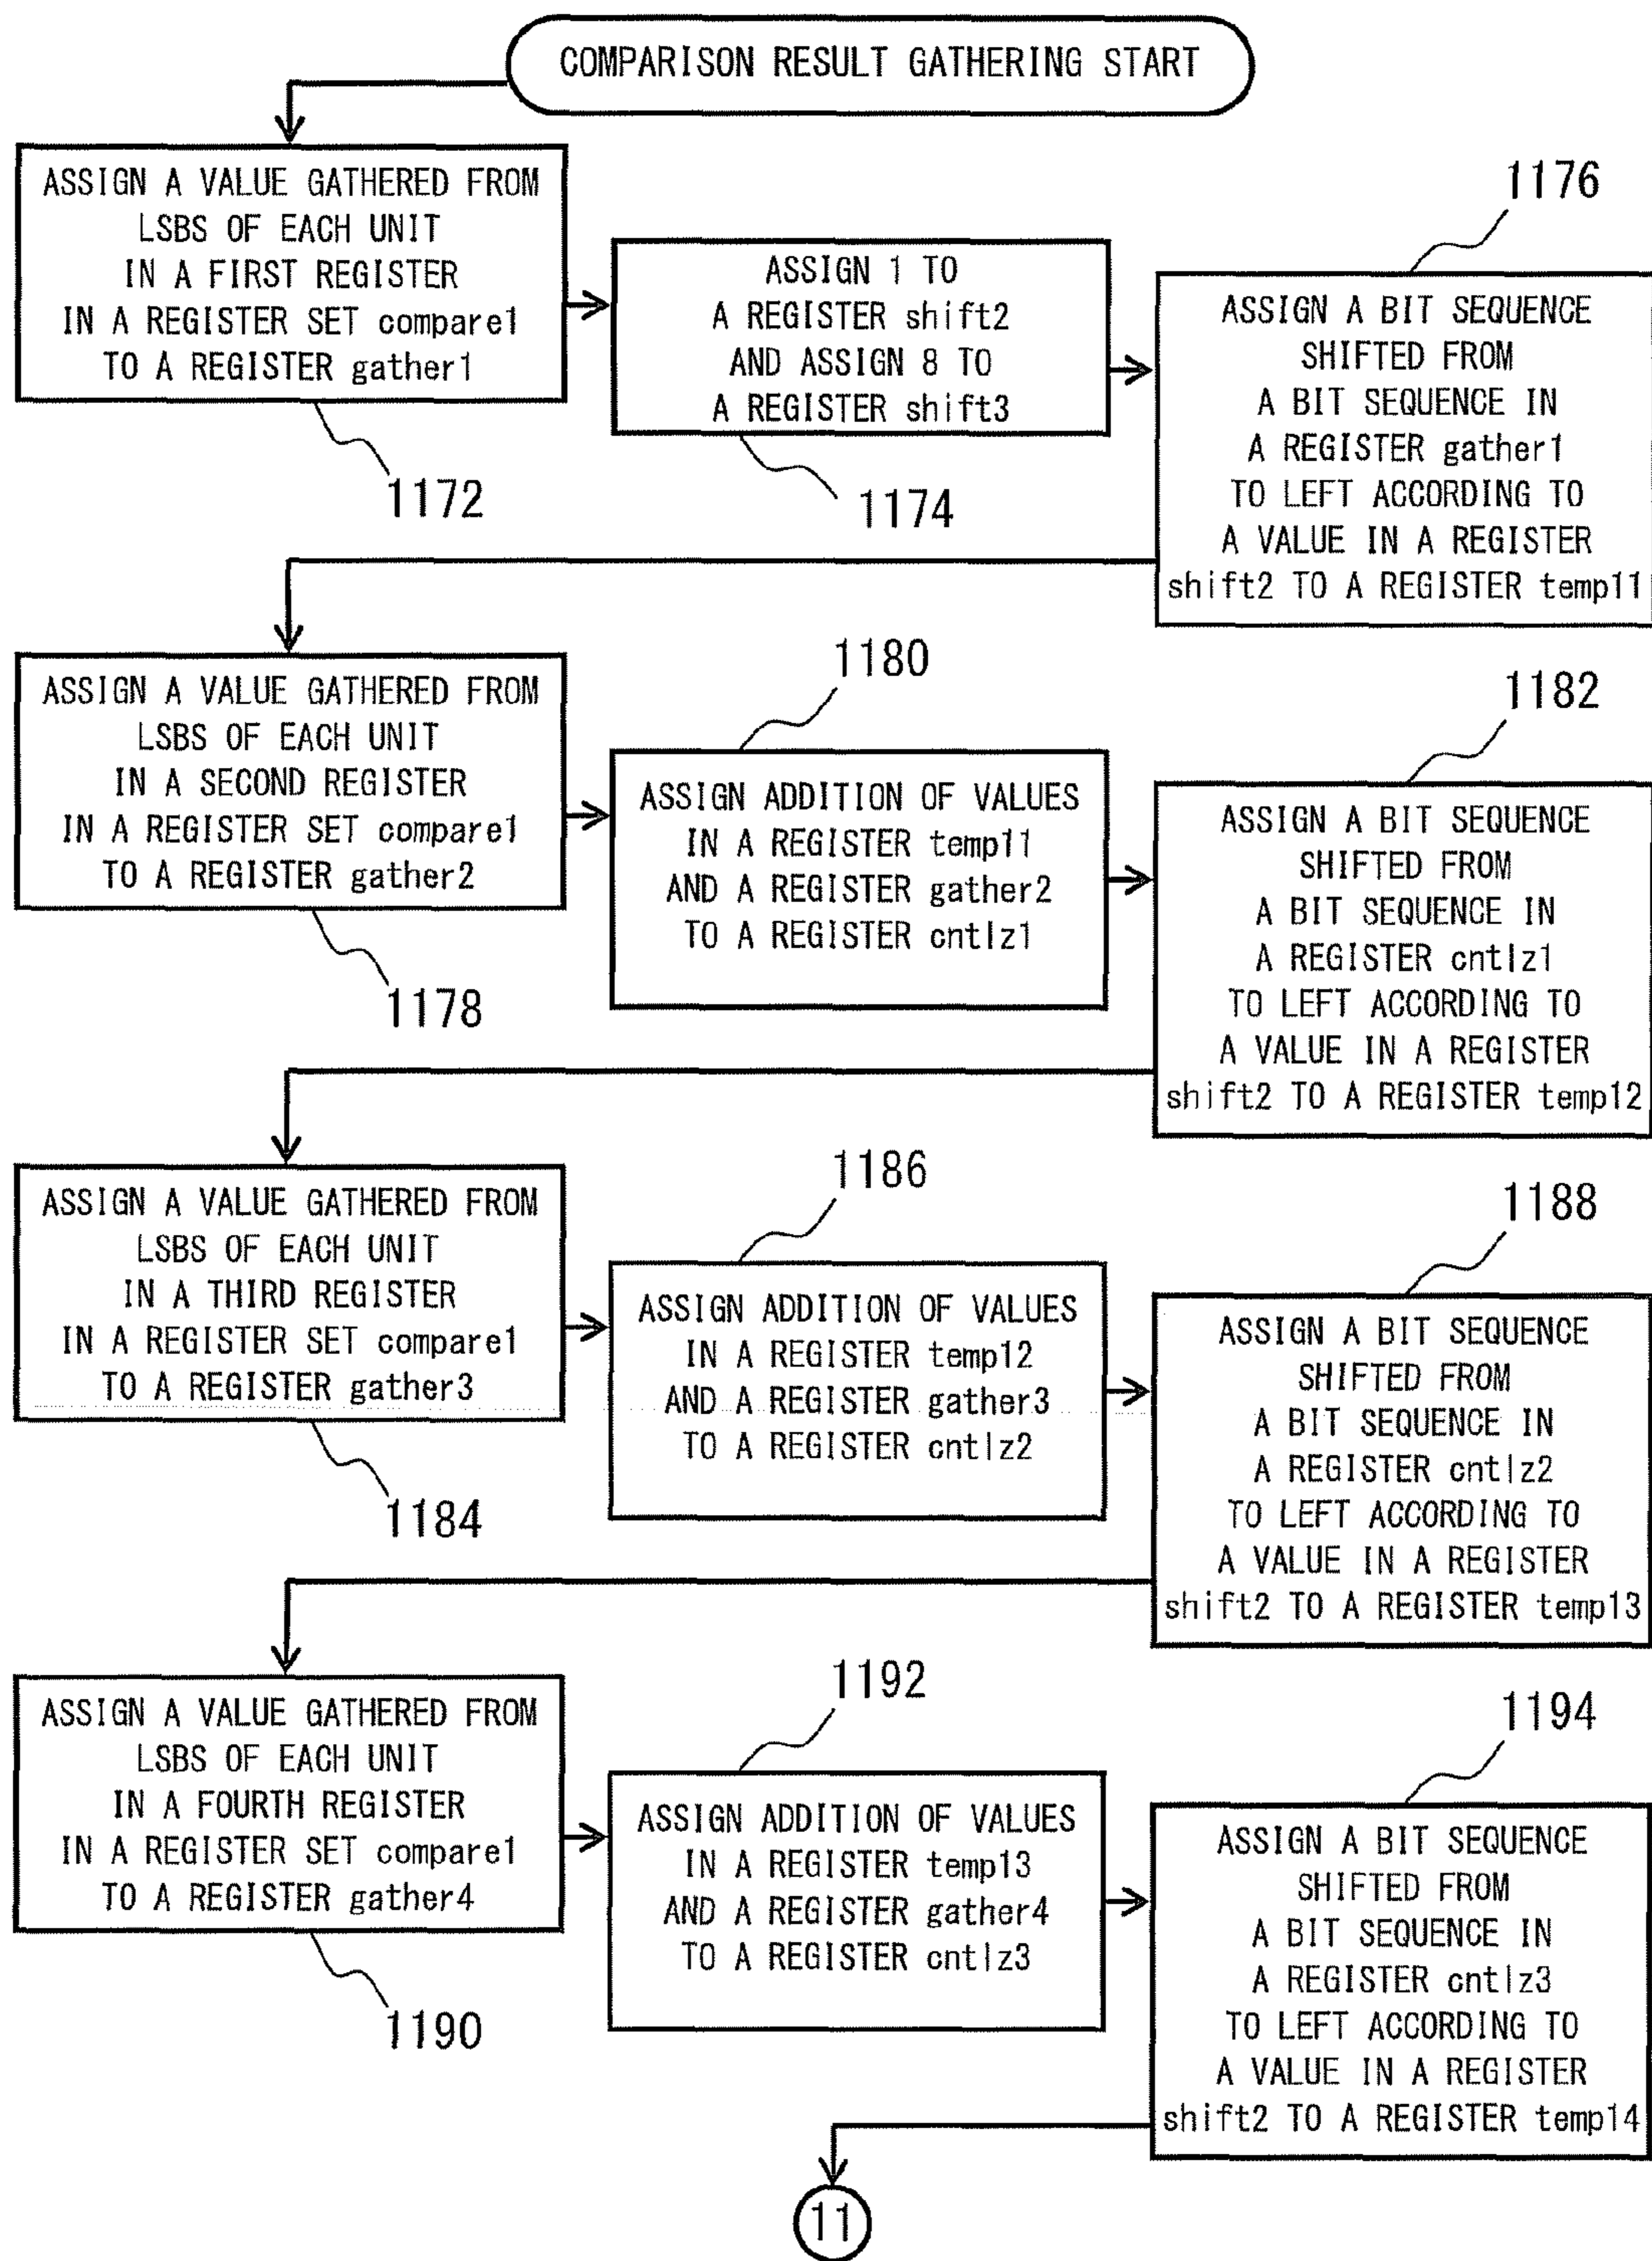 COMPARISON RESULT GATHERING START
ASSIGN A VALUE GATHERED FROM
LSBS OF EACH UNIT
IN A FIRST REGISTER
IN A REGISTER SET compare1
TO A REGISTER gather1
1172
ASSIGN 1 TO
A REGISTER shift2
AND ASSIGN 8 TO
A REGISTER shift3
1174
1176
ASSIGN A BIT SEQUENCE
SHIFTED FROM
A BIT SEQUENCE IN
A REGISTER gather1
TO LEFT ACCORDING TO
A VALUE IN A REGISTER
shift2 TO A REGISTER temp11
ASSIGN A VALUE GATHERED FROM
LSBS OF EACH UNIT
IN A SECOND REGISTER
IN A REGISTER SET compare1
TO A REGISTER gather2
1178
1180
ASSIGN ADDITION OF VALUES
IN A REGISTER temp11
AND A REGISTER gather2
TO A REGISTER cntlz1
1182
ASSIGN A BIT SEQUENCE
SHIFTED FROM
A BIT SEQUENCE IN
A REGISTER cntlz1
TO LEFT ACCORDING TO
A VALUE IN A REGISTER
shift2 TO A REGISTER temp12
ASSIGN A VALUE GATHERED FROM
LSBS OF EACH UNIT
IN A THIRD REGISTER
IN A REGISTER SET compare1
TO A REGISTER gather3
1184
1186
ASSIGN ADDITION OF VALUES
IN A REGISTER temp12
AND A REGISTER gather3
TO A REGISTER cntlz2
1188
ASSIGN A BIT SEQUENCE
SHIFTED FROM
A BIT SEQUENCE IN
A REGISTER cntlz2
TO LEFT ACCORDING TO
A VALUE IN A REGISTER
shift2 TO A REGISTER temp13
ASSIGN A VALUE GATHERED FROM
LSBS OF EACH UNIT
IN A FOURTH REGISTER
IN A REGISTER SET compare1
TO A REGISTER gather4
1190
1192
ASSIGN ADDITION OF VALUES
IN A REGISTER temp13
AND A REGISTER gather4
TO A REGISTER cntlz3
1194
ASSIGN A BIT SEQUENCE
SHIFTED FROM
A BIT SEQUENCE IN
A REGISTER cntlz3
TO LEFT ACCORDING TO
A VALUE IN A REGISTER
shift2 TO A REGISTER temp14
11